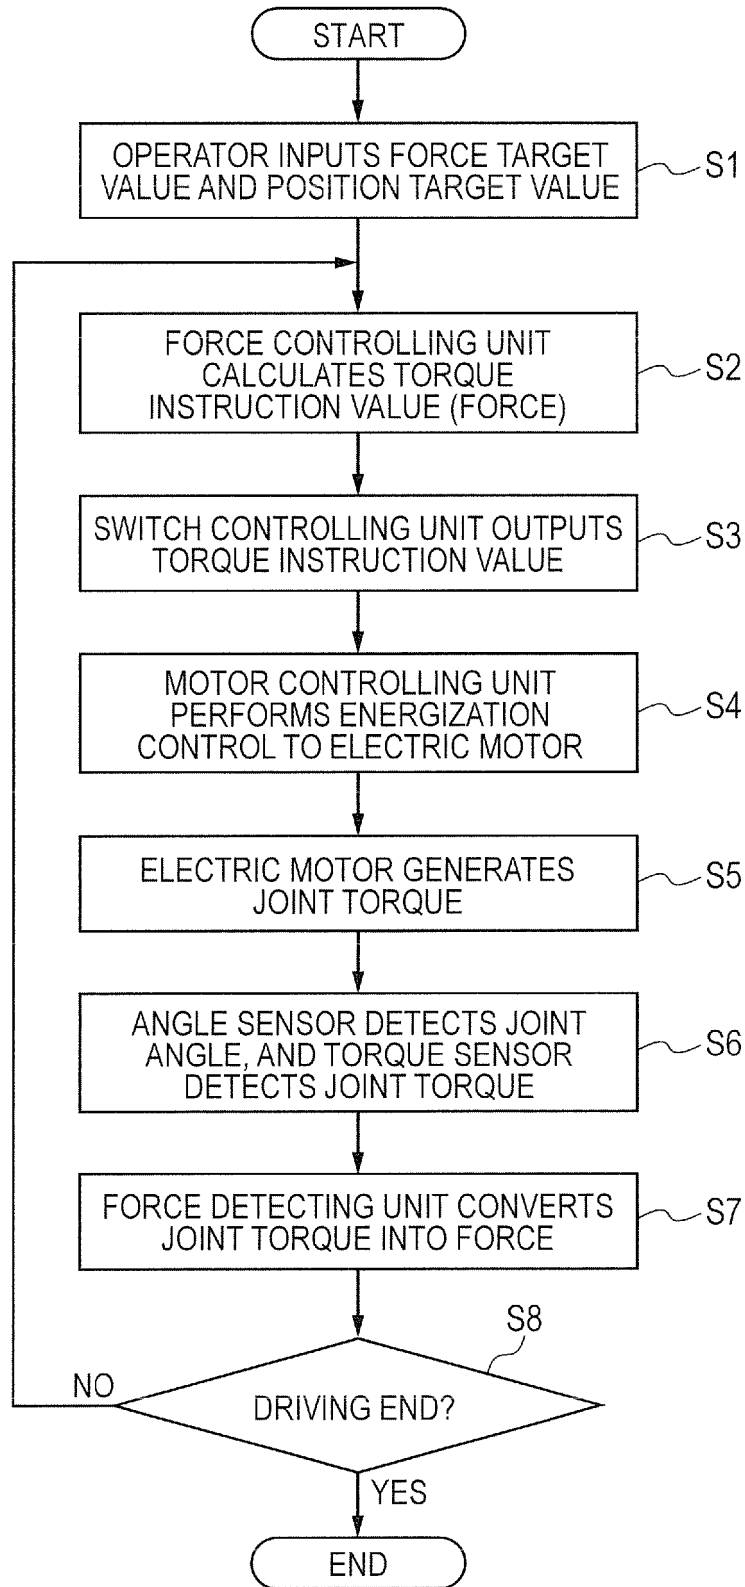 START
OPERATOR INPUTS FORCE TARGET
VALUE AND POSITION TARGET VALUE
S1
FORCE CONTROLLING UNIT
CALCULATES TORQUE
INSTRUCTION VALUE (FORCE)
S2
SWITCH CONTROLLING UNIT OUTPUTS
TORQUE INSTRUCTION VALUE
S3
MOTOR CONTROLLING UNIT
PERFORMS ENERGIZATION
CONTROL TO ELECTRIC MOTOR
S4
ELECTRIC MOTOR GENERATES
JOINT TORQUE
S5
ANGLE SENSOR DETECTS JOINT
ANGLE, AND TORQUE SENSOR
DETECTS JOINT TORQUE
S6
FORCE DETECTING UNIT CONVERTS
JOINT TORQUE INTO FORCE
S7
S8
NO
DRIVING END?
YES
END